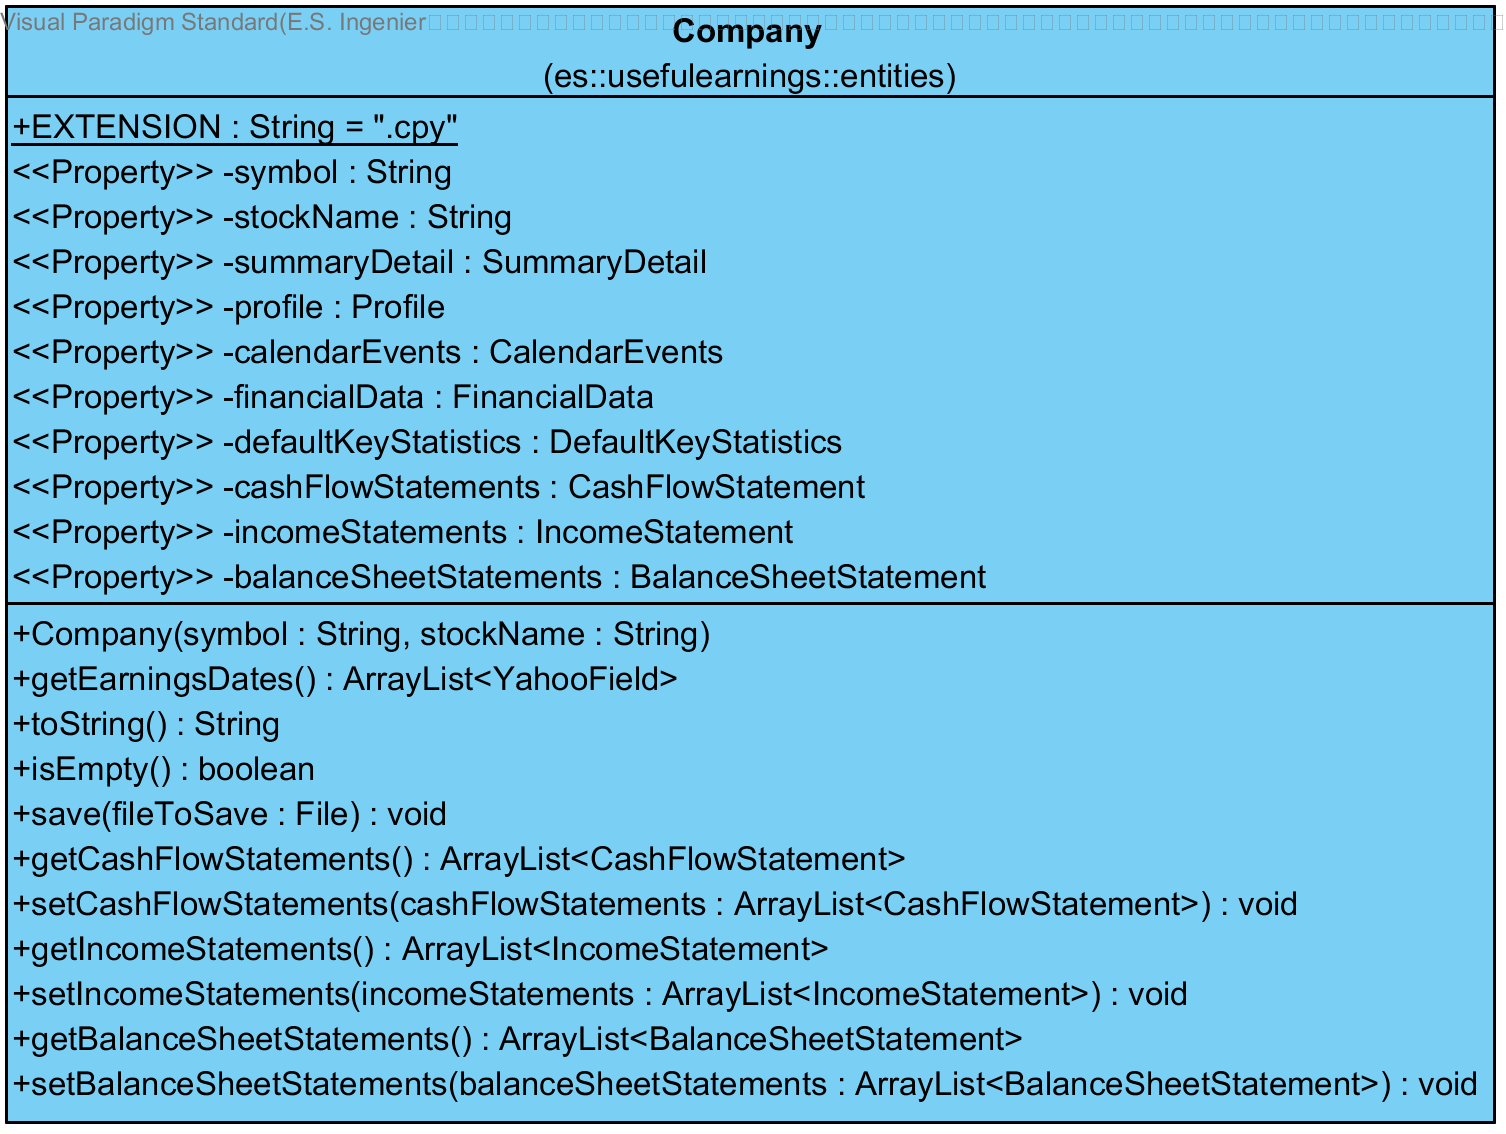 Visual Paradigm Standard(E.S. Ingenier
Company
(es::usefulearnings::entities)
+EXTENSION : String = ".cpy"
<<Property>> -symbol : String
<<Property>> -stockName : String
<<Property>> -summaryDetail : SummaryDetail
<<Property>> -profile : Profile
<<Property>> -calendarEvents : CalendarEvents
<<Property>> -financialData : FinancialData
<<Property>> -defaultKeyStatistics : DefaultKeyStatistics
<<Property>> -cashFlowStatements : CashFlowStatement
<<Property>> -incomeStatements : IncomeStatement
<<Property>> -balanceSheetStatements : BalanceSheetStatement
+Company(symbol : String, stockName : String)
+getEarningsDates() : ArrayList<YahooField>
+toString() : String
+isEmpty() : boolean
+save(fileToSave : File) : void
+getCashFlowStatements() : ArrayList<CashFlowStatement>
+setCashFlowStatements(cashFlowStatements : ArrayList<CashFlowStatement>) : void
+getIncomeStatements() : ArrayList<IncomeStatement>
+setIncomeStatements(incomeStatements : ArrayList<IncomeStatement>) : void
+getBalanceSheetStatements() : ArrayList<BalanceSheetStatement>
+setBalanceSheetStatements(balanceSheetStatements : ArrayList<BalanceSheetStatement>) : void